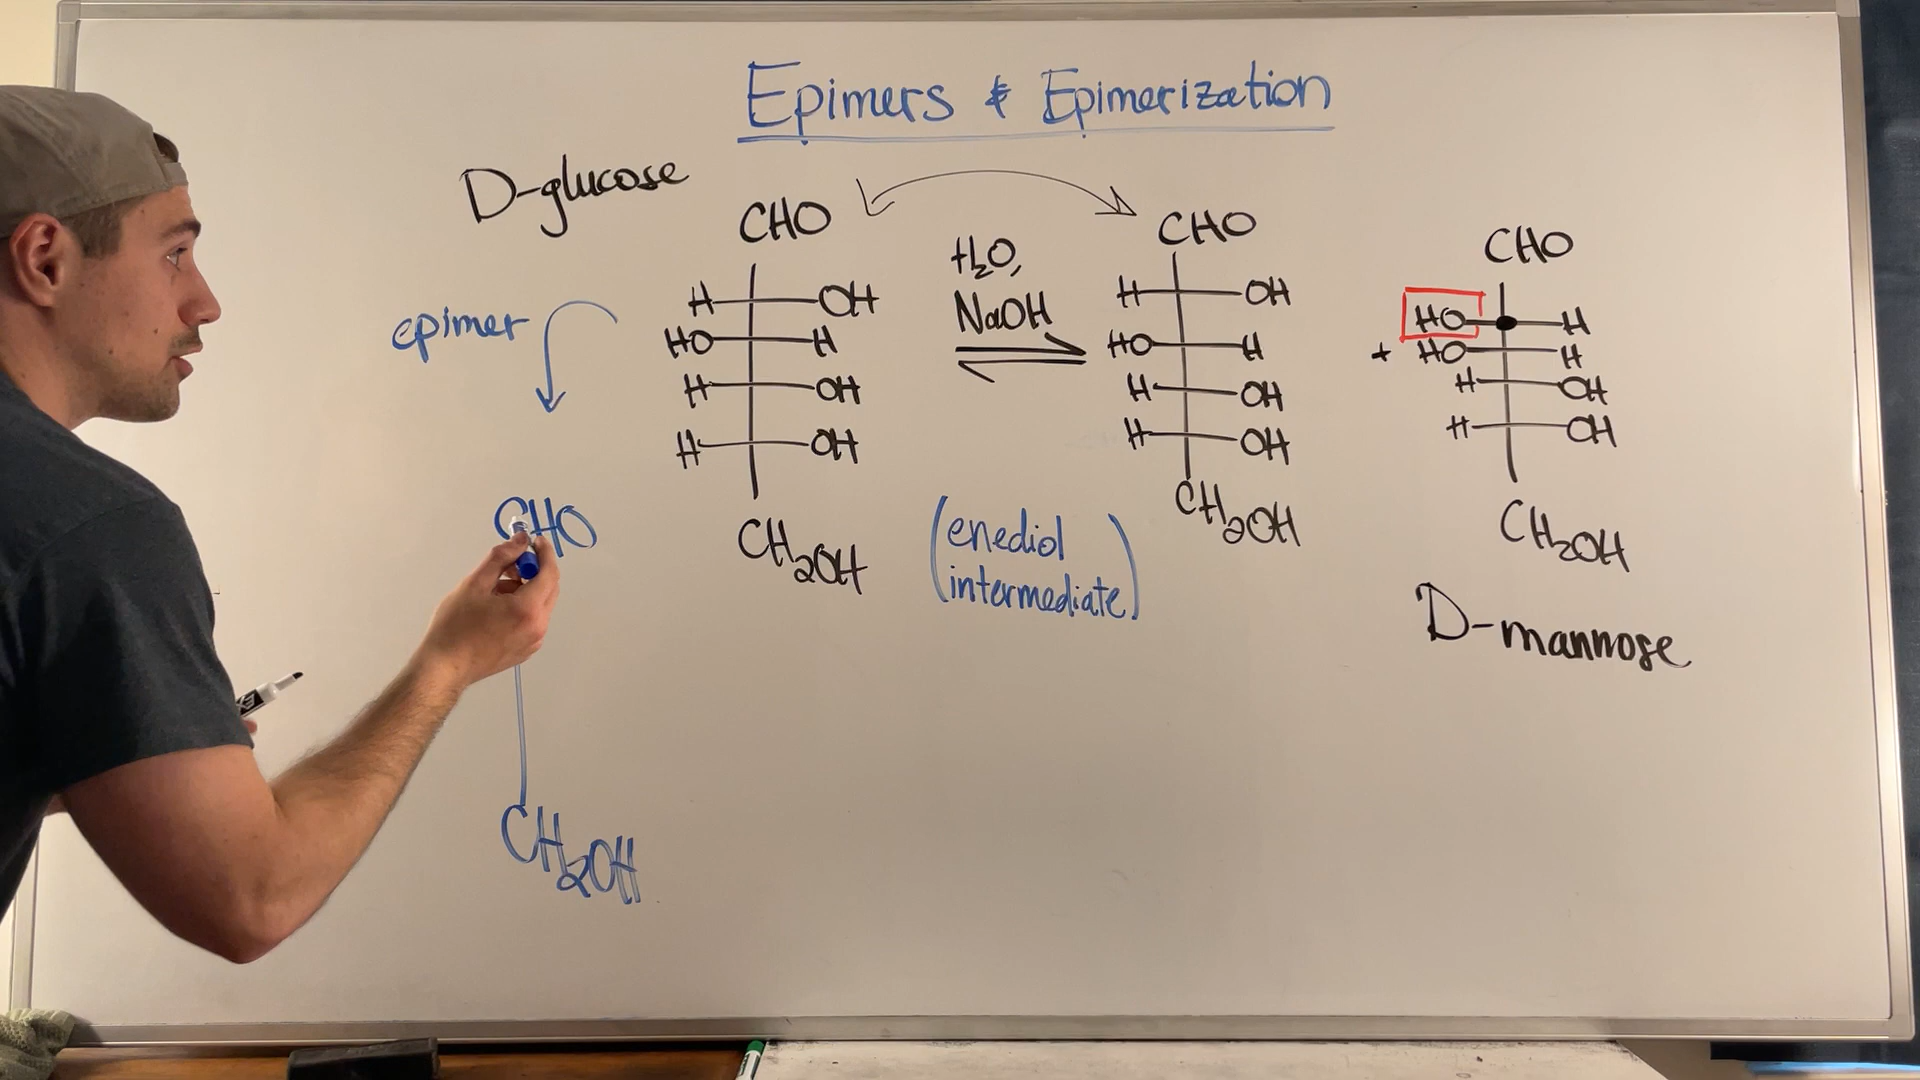 Epimers & Epimerization
D-glucose
CHO
H OH
HO H
H OH
H OH
CH2OH
epimer
CHO
CH2OH
H2O,
NaOH
(enediol
intermediate)
CHO
H OH
HO H
H OH
H OH
CH2OH
+
CHO
HO H
HO H
H OH
H OH
CH2OH
D-mannose